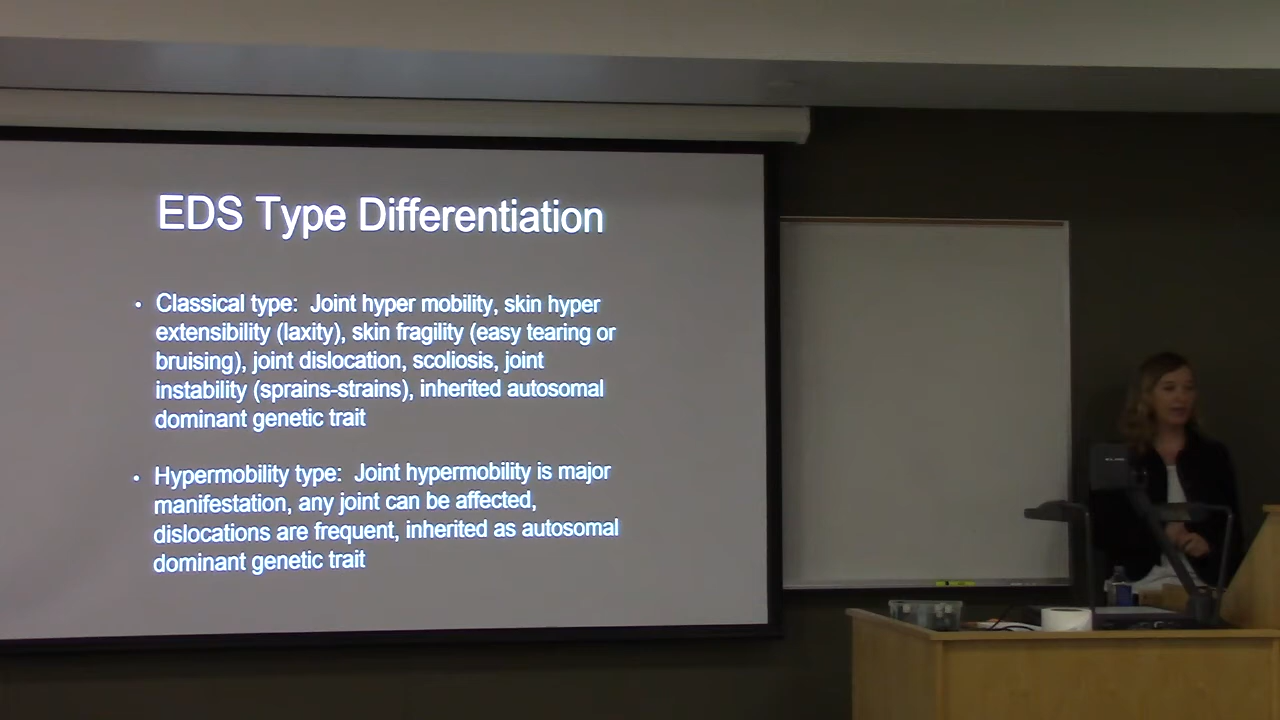 EDS Type Differentiation
• Classical type: Joint hyper mobility, skin hyper
extensibility (laxity), skin fragility (easy tearing or
bruising), joint dislocation, scoliosis, joint
instability (sprains-strains), inherited autosomal
dominant genetic trait
• Hypermobility type: Joint hypermobility is major
manifestation, any joint can be affected,
dislocations are frequent, inherited as autosomal
dominant genetic trait